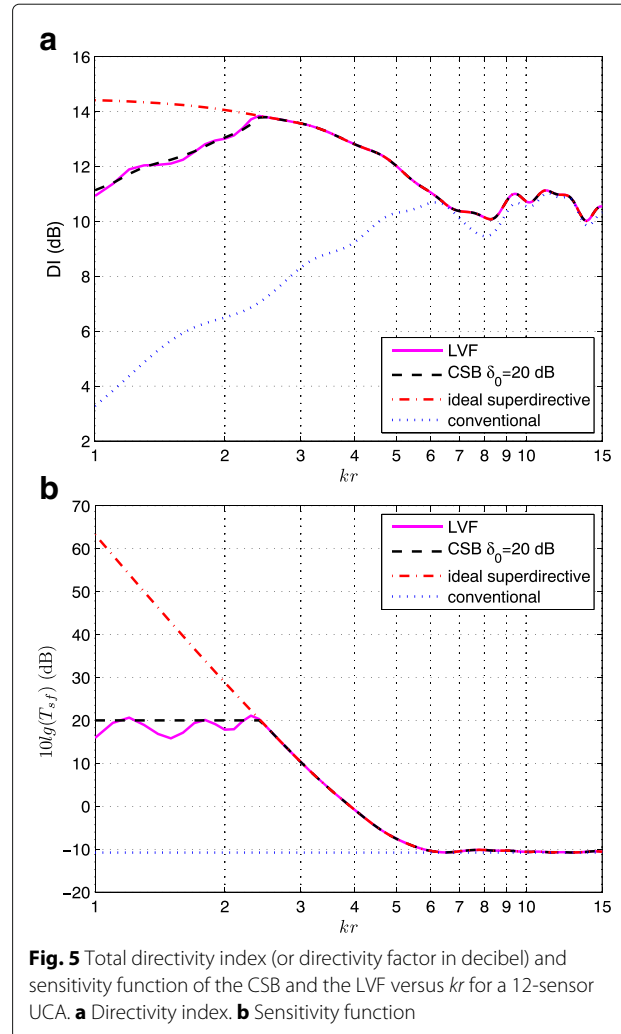 a
16
14
12
10
8
6
4
2
DI (dB)
LVF
CSB δ₀=20 dB
ideal superdirective
conventional
1 2 3 4 5 6 7 8 9 10 15
kr
b
70
60
50
40
30
20
10
0
−10
−20
10lg(T_{sf}) (dB)
LVF
CSB δ₀=20 dB
ideal superdirective
conventional
1 2 3 4 5 6 7 8 9 10 15
kr
Fig. 5 Total directivity index (or directivity factor in decibel) and
sensitivity function of the CSB and the LVF versus kr for a 12-sensor
UCA. a Directivity index. b Sensitivity function